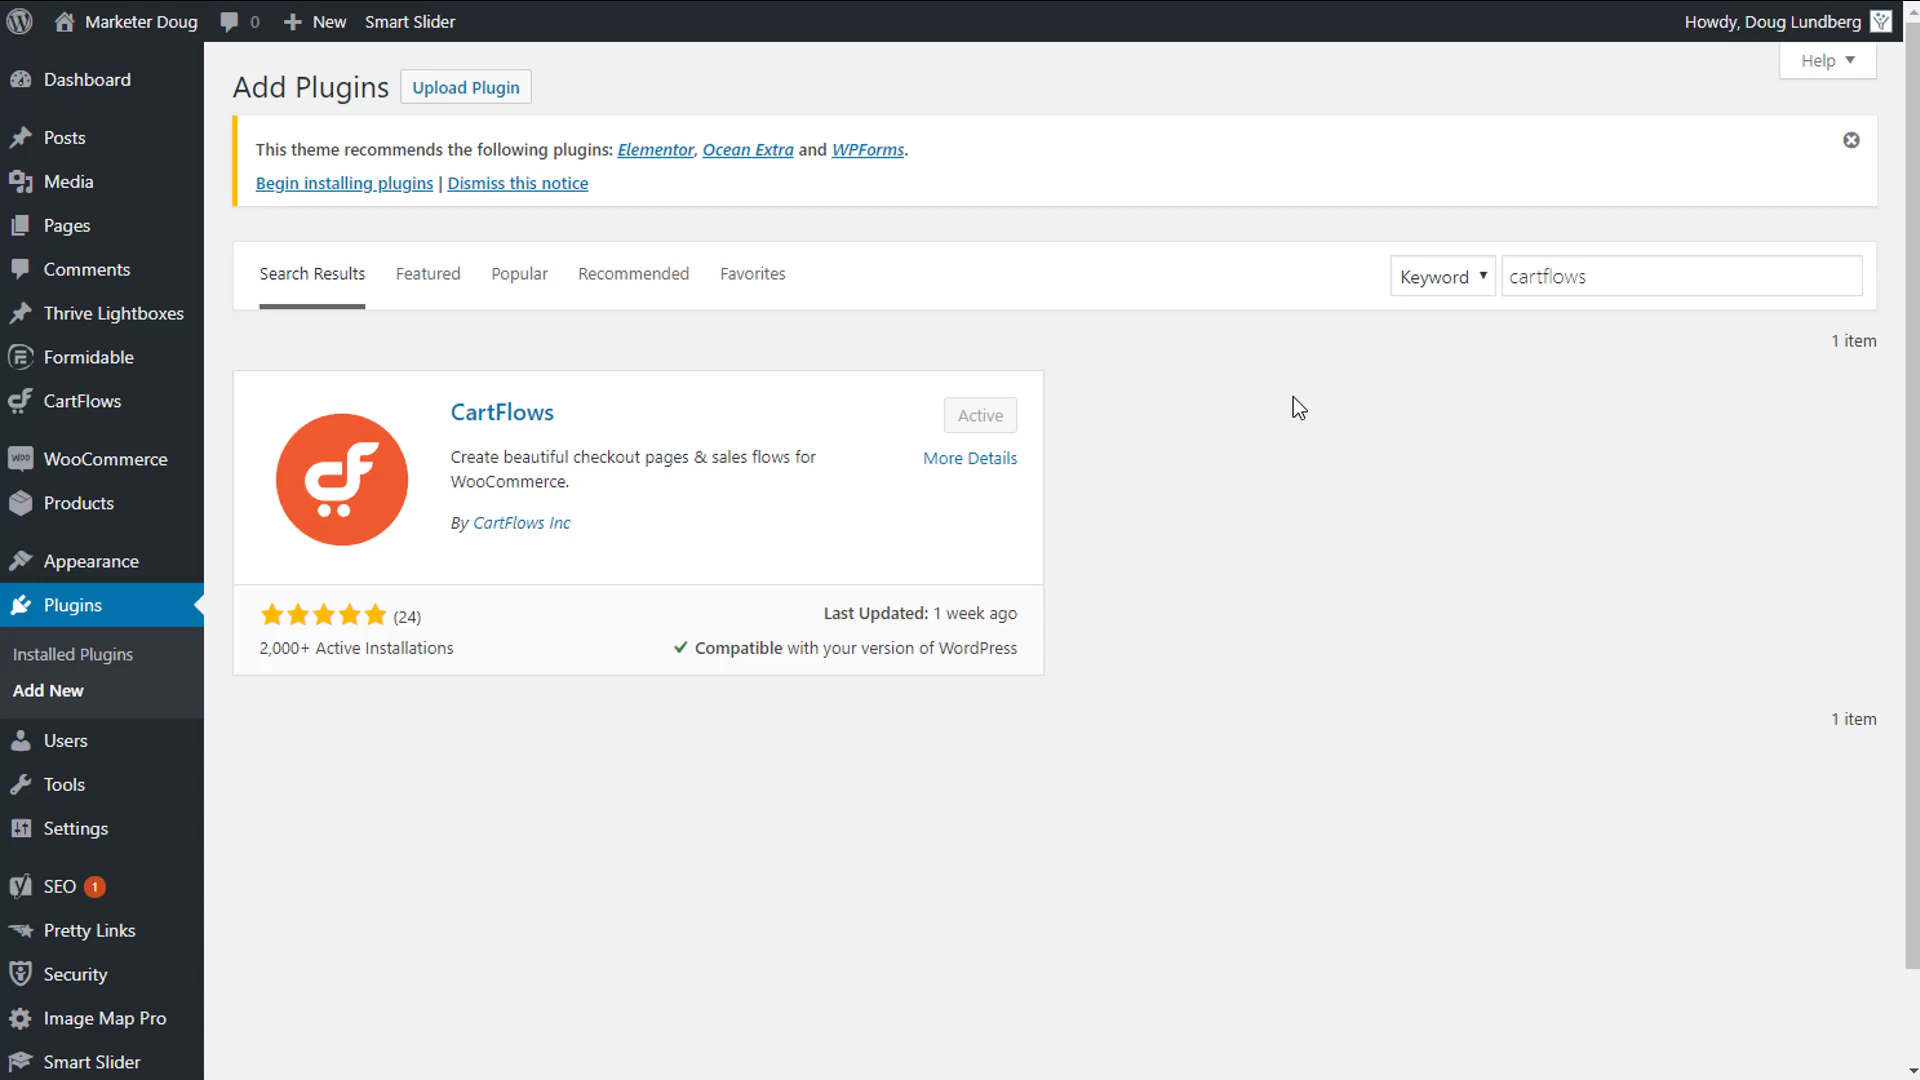 Marketer Doug 0 New Smart Slider Howdy, Doug Lundberg
Help ▼
Add Plugins Upload Plugin
This theme recommends the following plugins: Elementor, Ocean Extra and WPForms.
Begin installing plugins | Dismiss this notice
Search Results Featured Popular Recommended Favorites Keyword ▼ cartflows
1 item
CartFlows Active
Create beautiful checkout pages & sales flows for WooCommerce.
More Details
By CartFlows Inc
(24) Last Updated: 1 week ago
2,000+ Active Installations ✓ Compatible with your version of WordPress
1 item
Dashboard
Posts
Media
Pages
Comments
Thrive Lightboxes
Formidable
CartFlows
WOO WooCommerce
Products
Appearance
Plugins
Installed Plugins
Add New
Users
Tools
Settings
SEO 1
Pretty Links
Security
Image Map Pro
Smart Slider